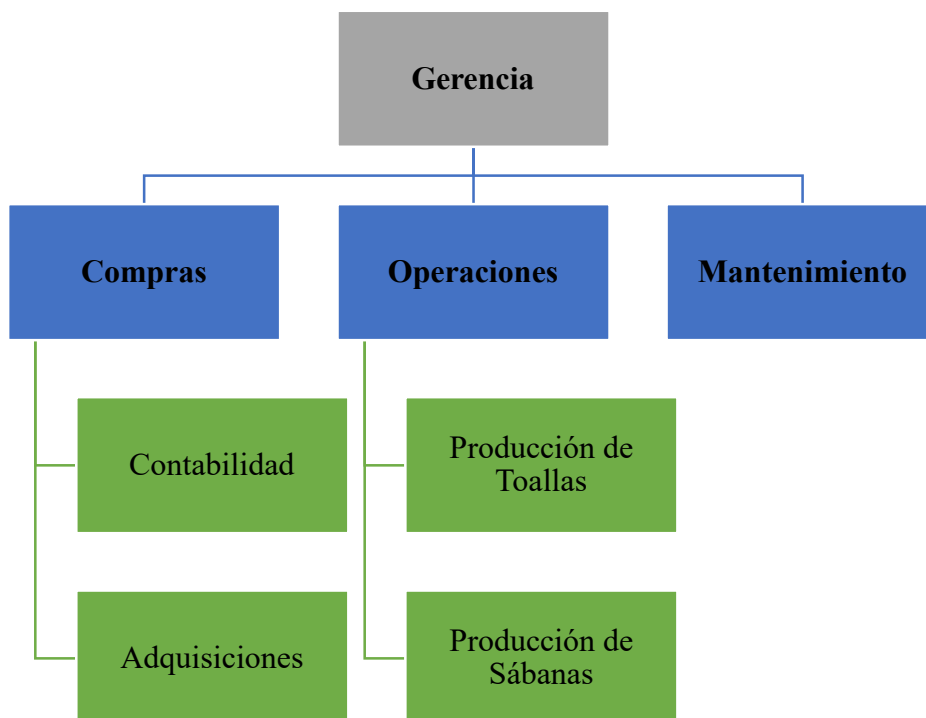 Gerencia
Compras
Operaciones
Mantenimiento
Contabilidad
Producción de
Toallas
Adquisiciones
Producción de
Sábanas